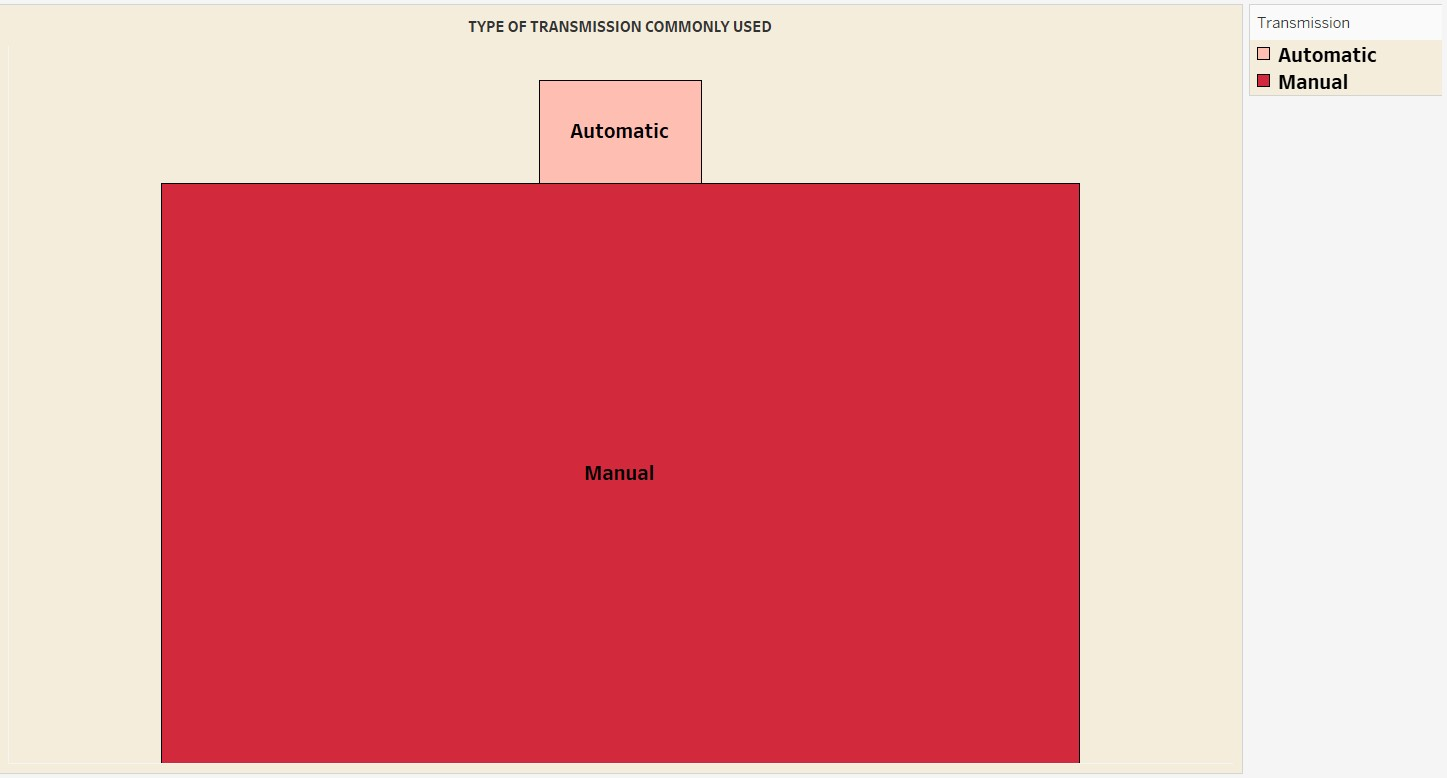 TYPE OF TRANSMISSION COMMONLY USED
Automatic
Manual
Transmission
Automatic
Manual